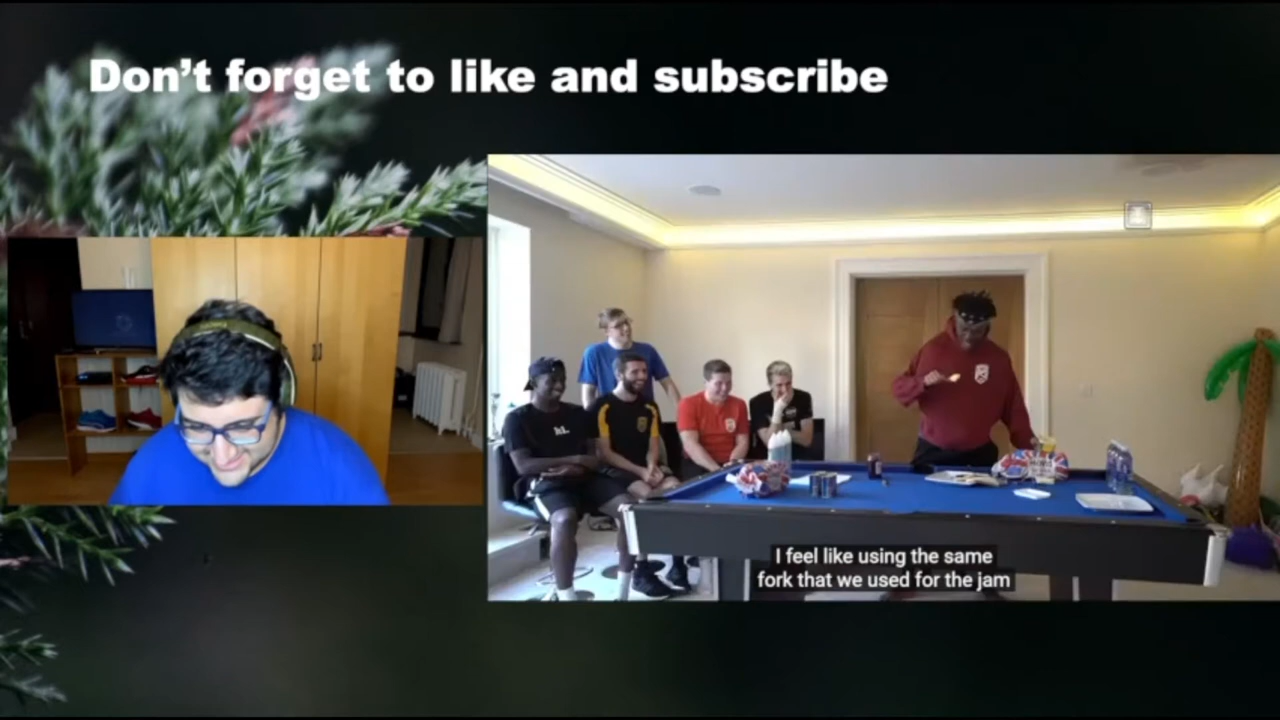 Don't forget to like and subscribe
I feel like using the same
fork that we used for the jam